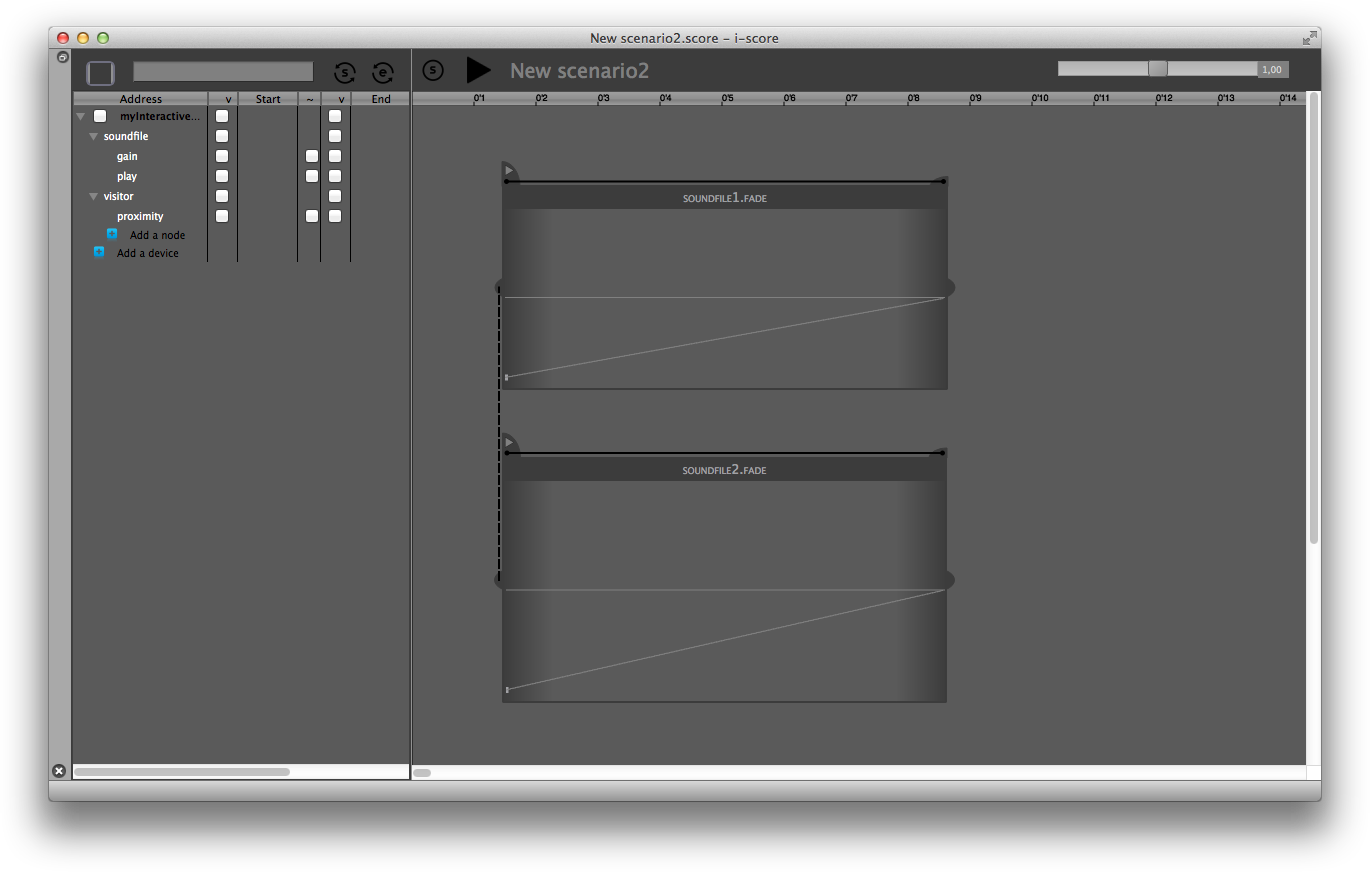 New scenario2.score – i-score
S e S New scenario2 1,00
Address v Start ~ v End
0'1 0'2 0'3 0'4 0'5 0'6 0'7 0'8 0'9 0'10 0'11 0'12 0'13 0'14
myInteractive...
soundfile
gain
play
visitor
proximity
Add a node
Add a device
SOUNDFILE1.FADE
SOUNDFILE2.FADE